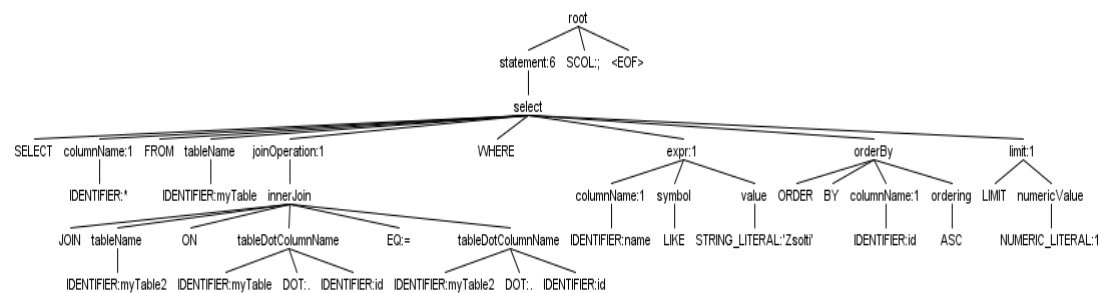 root
statement:6 SCOL:; <EOF>
select
SELECT columnName:1 FROM tableName joinOperation:1 WHERE expr:1 orderBy limit:1
IDENTIFIER:* IDENTIFIER:myTable innerJoin columnName:1 symbol value ORDER BY columnName:1 ordering LIMIT numericValue
JOIN tableName ON tableDotColumnName EQ:= tableDotColumnName IDENTIFIER:name LIKE STRING_LITERAL:'Zsolti' IDENTIFIER:id ASC NUMERIC_LITERAL:1
IDENTIFIER:myTable2 IDENTIFIER:myTable DOT:. IDENTIFIER:id IDENTIFIER:myTable2 DOT:. IDENTIFIER:id